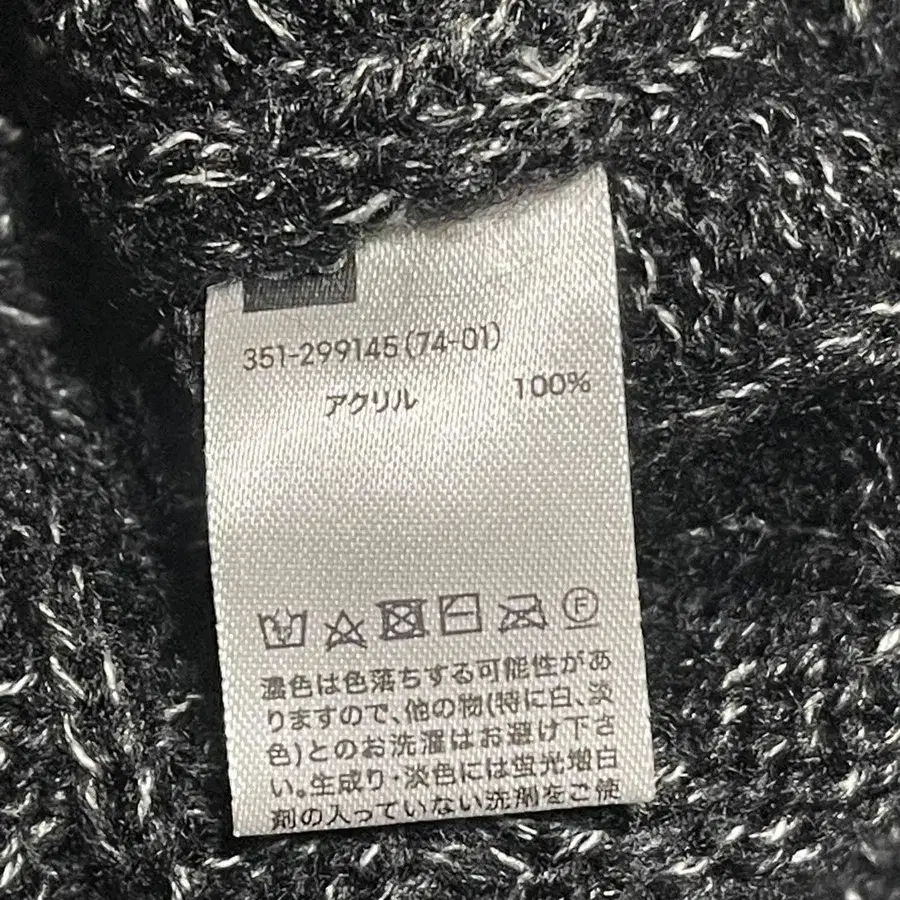 351-299145(74-01)
アクリル 100%
F
濃色は色落ちする可能性があ
りますので、他の物(特に白、淡
色)とのお洗濯はお避け下さ
い。生成り・淡色には蛍光増白
剤の入っていない洗剤をご使